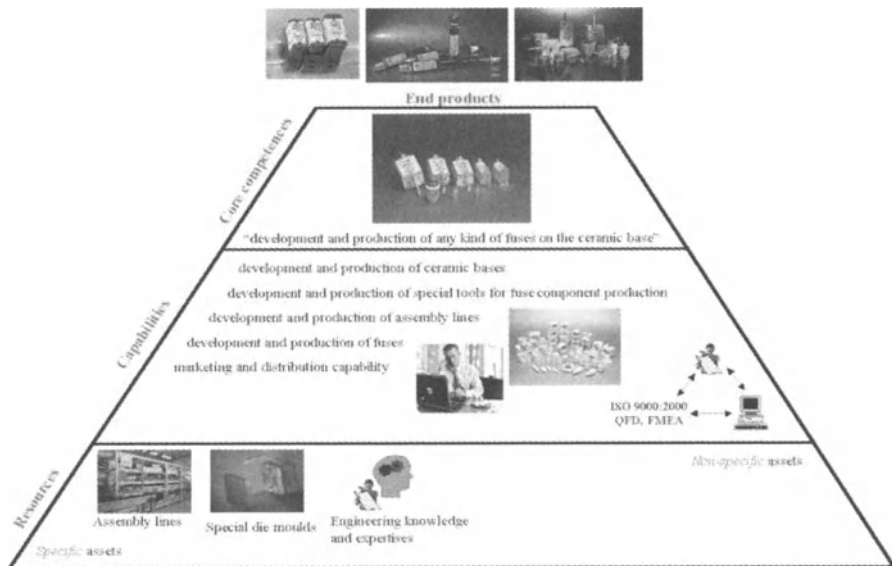 End products
Core competences
"development and production of any kind of fuses on the ceramic base"
Capabilities
development and production of ceramic bases
development and production of special tools for fuse component production
development and production of assembly lines
development and production of fuses
marketing and distribution capability
ISO 9000:2000
QFD, FMEA
Resources
Non-specific assets
Assembly lines
Special die moulds
Engineering knowledge
and expertises
Specific assets